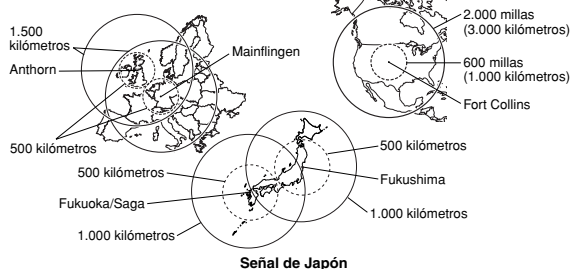 1.500
kilómetros
Anthorn
Mainflingen
500 kilómetros
2.000 millas
(3.000 kilómetros)
600 millas
(1.000 kilómetros)
Fort Collins
500 kilómetros
500 kilómetros
Fukushima
Fukuoka/Saga
1.000 kilómetros
1.000 kilómetros
Señal de Japón